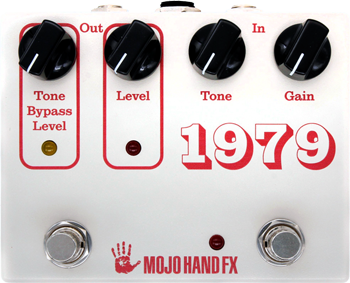 Out
In
Tone
Bypass
Level
Level
Tone
Gain
1979
MOJO HAND FX